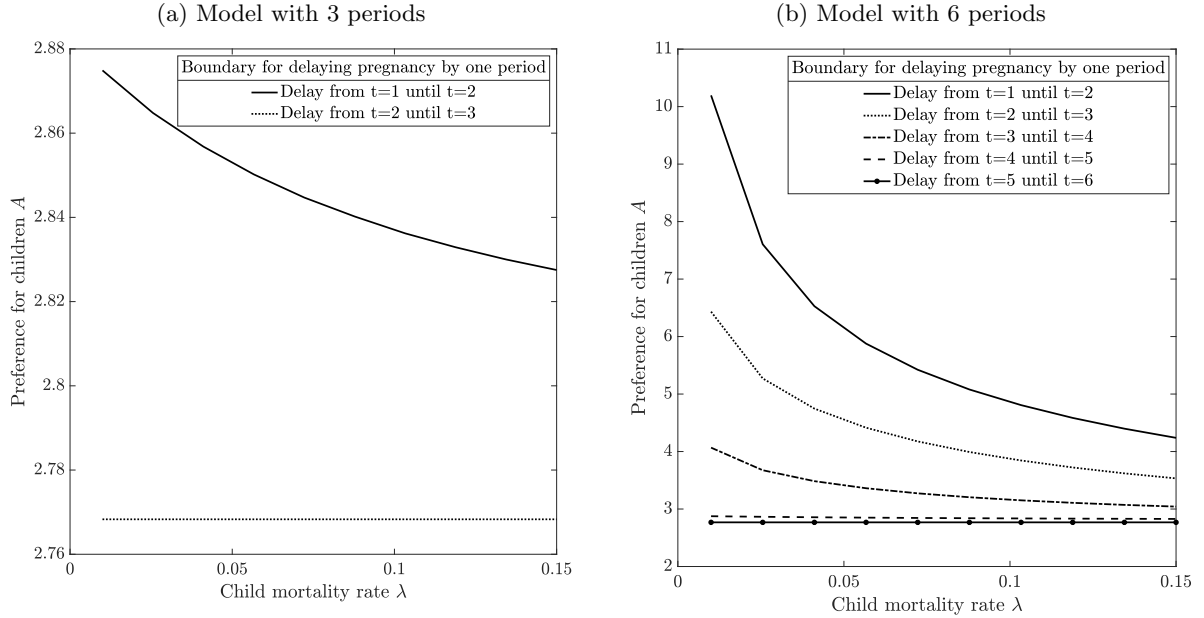 (a) Model with 3 periods
2.88
2.86
2.84
2.82
2.8
2.78
2.76
0
0.05
0.1
0.15
Preference for children A
Child mortality rate λ
Boundary for delaying pregnancy by one period
Delay from t=1 until t=2
Delay from t=2 until t=3
(b) Model with 6 periods
11
10
9
8
7
6
5
4
3
2
0
0.05
0.1
0.15
Preference for children A
Child mortality rate λ
Boundary for delaying pregnancy by one period
Delay from t=1 until t=2
Delay from t=2 until t=3
Delay from t=3 until t=4
Delay from t=4 until t=5
Delay from t=5 until t=6